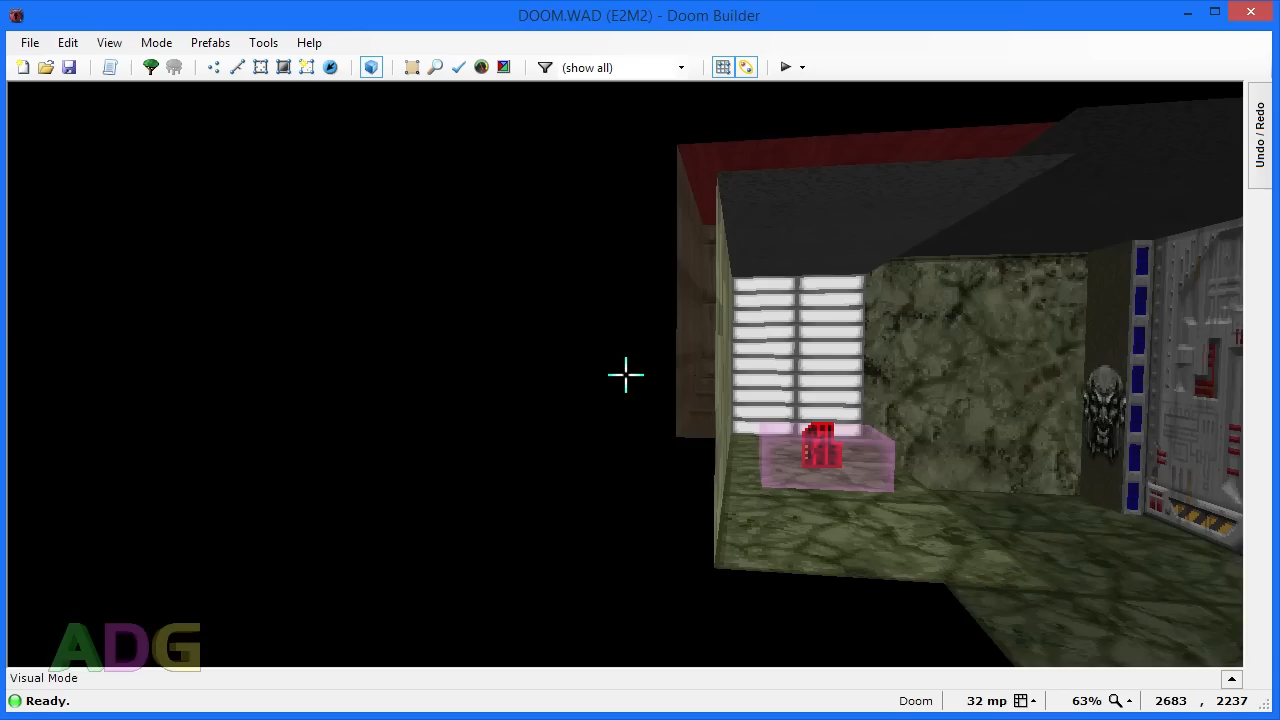 DOOM.WAD (E2M2) - Doom Builder
File Edit View Mode Prefabs Tools Help
(show all)
Undo / Redo
ADG
Visual Mode
Ready. Doom 32 mp 63% 2683 , 2237